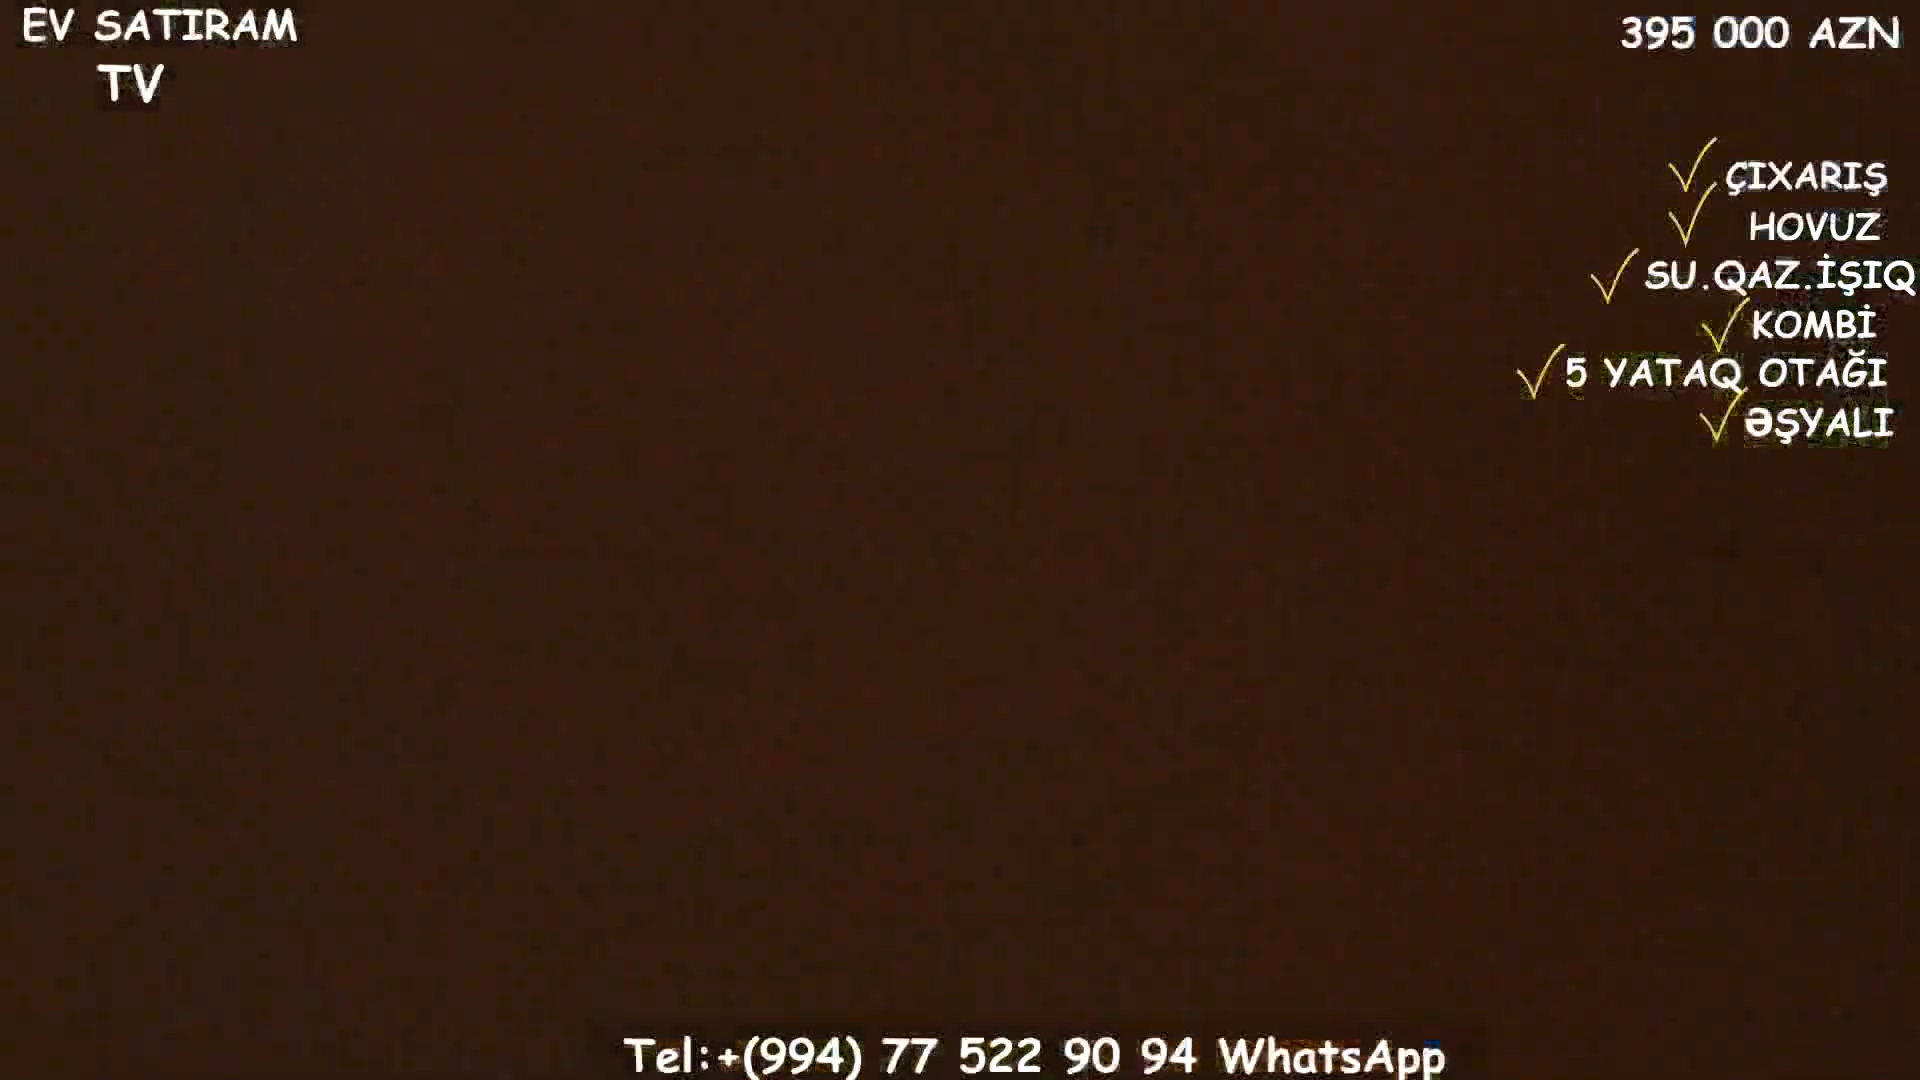 EV SATIRAM
TV
395 000 AZN
ÇIXARIŞ
HOVUZ
SU.QAZ.İŞIQ
KOMBİ
5 YATAQ OTAĞI
ƏŞYALI
Tel:+(994) 77 522 90 94 WhatsApp